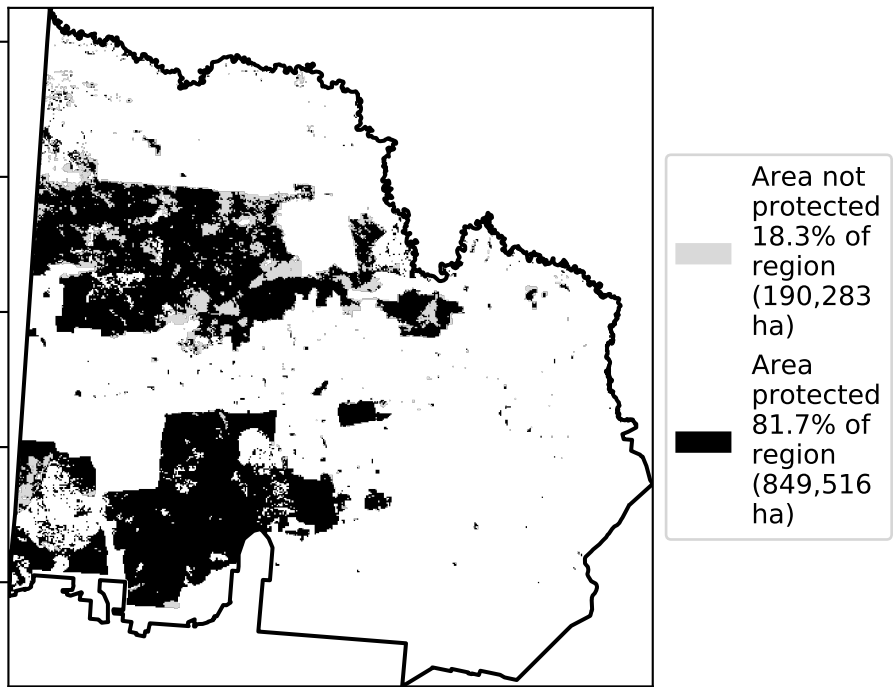 Area not
protected
18.3% of
region
(190,283
ha)
Area
protected
81.7% of
region
(849,516
ha)